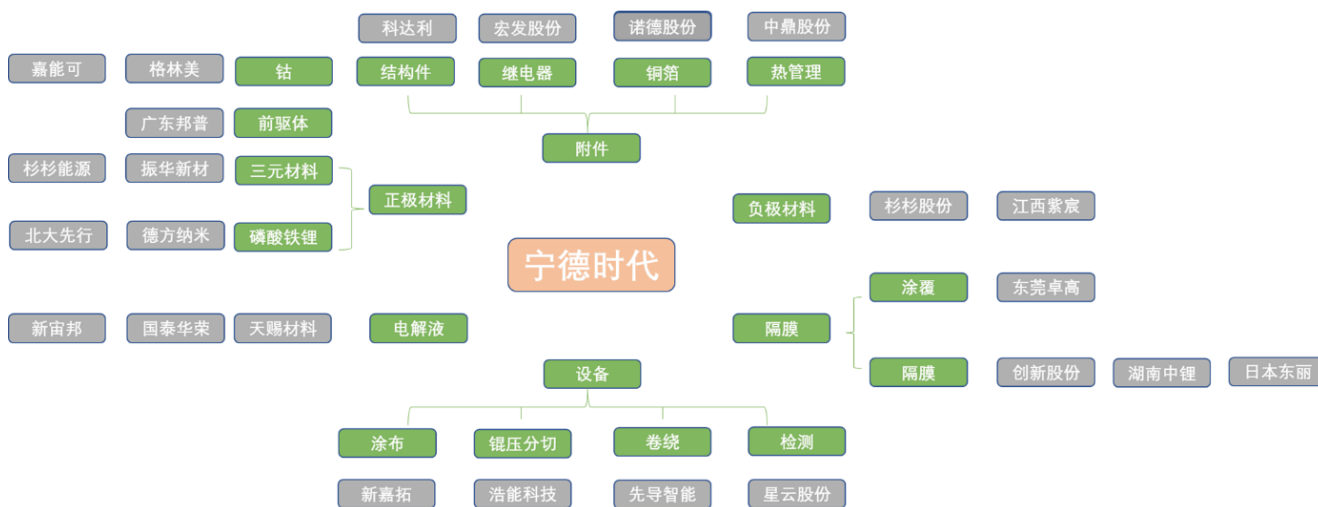 科达利 宏发股份 诺德股份 中鼎股份
嘉能可 格林美 钴 结构件 继电器 铜箔 热管理
广东邦普 前驱体
附件
杉杉能源 振华新材 三元材料
正极材料 负极材料 杉杉股份 江西紫宸
北大先行 德方纳米 磷酸铁锂
宁德时代
涂覆 东莞卓高
新宙邦 国泰华荣 天赐材料 电解液 隔膜
设备 隔膜 创新股份 湖南中锂 日本东丽
涂布 锟压分切 卷绕 检测
新嘉拓 浩能科技 先导智能 星云股份